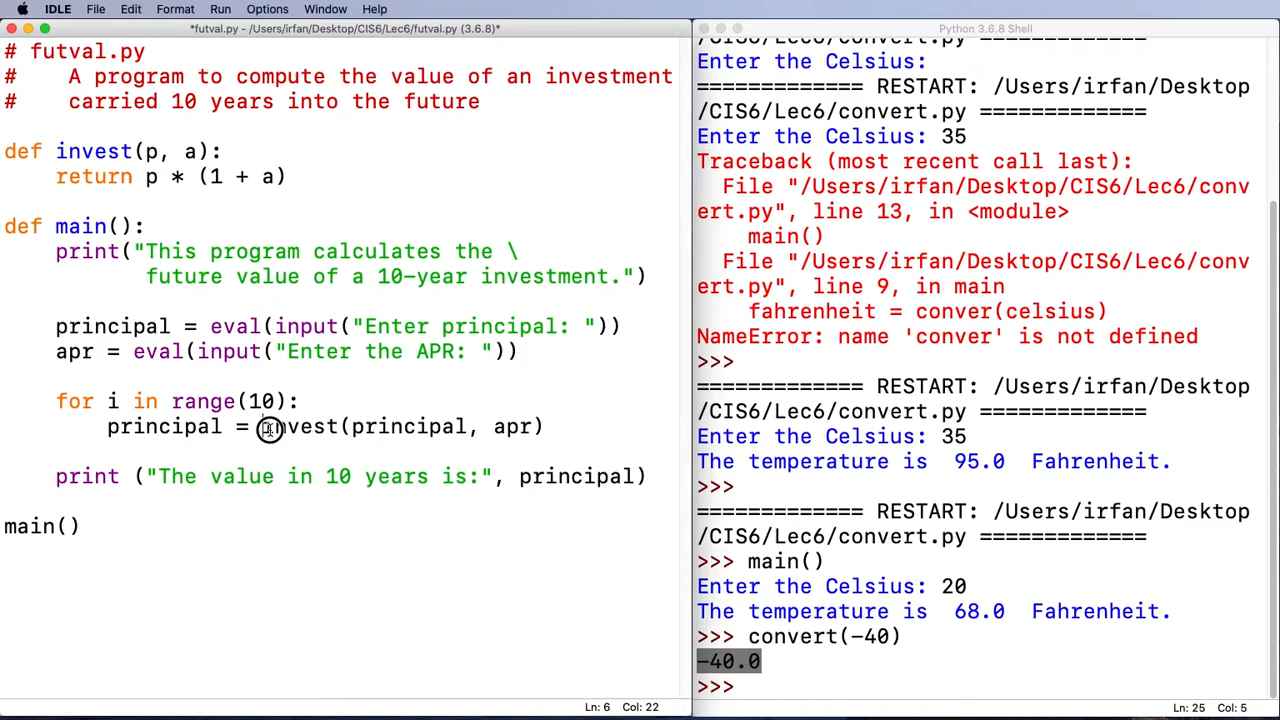 IDLE File Edit Format Run Options Window Help
*futval.py - /Users/irfan/Desktop/CIS6/Lec6/futval.py (3.6.8)*
# futval.py
#    A program to compute the value of an investment
#    carried 10 years into the future
def invest(p, a):
    return p * (1 + a)
def main():
    print("This program calculates the \
           future value of a 10-year investment.")
    principal = eval(input("Enter principal: "))
    apr = eval(input("Enter the APR: "))
    for i in range(10):
        principal = invest(principal, apr)
    print ("The value in 10 years is:", principal)
main()
Ln: 6 Col: 22
Python 3.6.8 Shell
/CIS6/Lec6/convert.py =============
Enter the Celsius:
============= RESTART: /Users/irfan/Desktop
/CIS6/Lec6/convert.py =============
Enter the Celsius: 35
Traceback (most recent call last):
  File "/Users/irfan/Desktop/CIS6/Lec6/conv
ert.py", line 13, in <module>
    main()
  File "/Users/irfan/Desktop/CIS6/Lec6/conv
ert.py", line 9, in main
    fahrenheit = conver(celsius)
NameError: name 'conver' is not defined
>>>
============= RESTART: /Users/irfan/Desktop
/CIS6/Lec6/convert.py =============
Enter the Celsius: 35
The temperature is  95.0  Fahrenheit.
>>>
============= RESTART: /Users/irfan/Desktop
/CIS6/Lec6/convert.py =============
>>> main()
Enter the Celsius: 20
The temperature is  68.0  Fahrenheit.
>>> convert(-40)
-40.0
>>>
Ln: 25 Col: 5